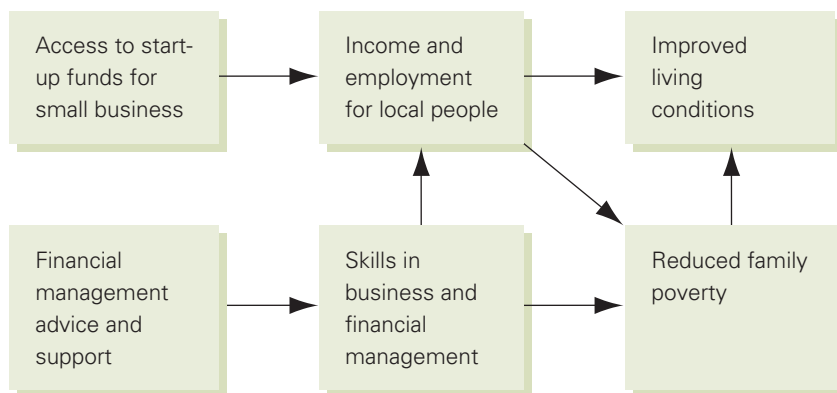 Access to start-
up funds for
small business
Income and
employment
for local people
Improved
living
conditions
Financial
management
advice and
support
Skills in
business and
financial
management
Reduced family
poverty